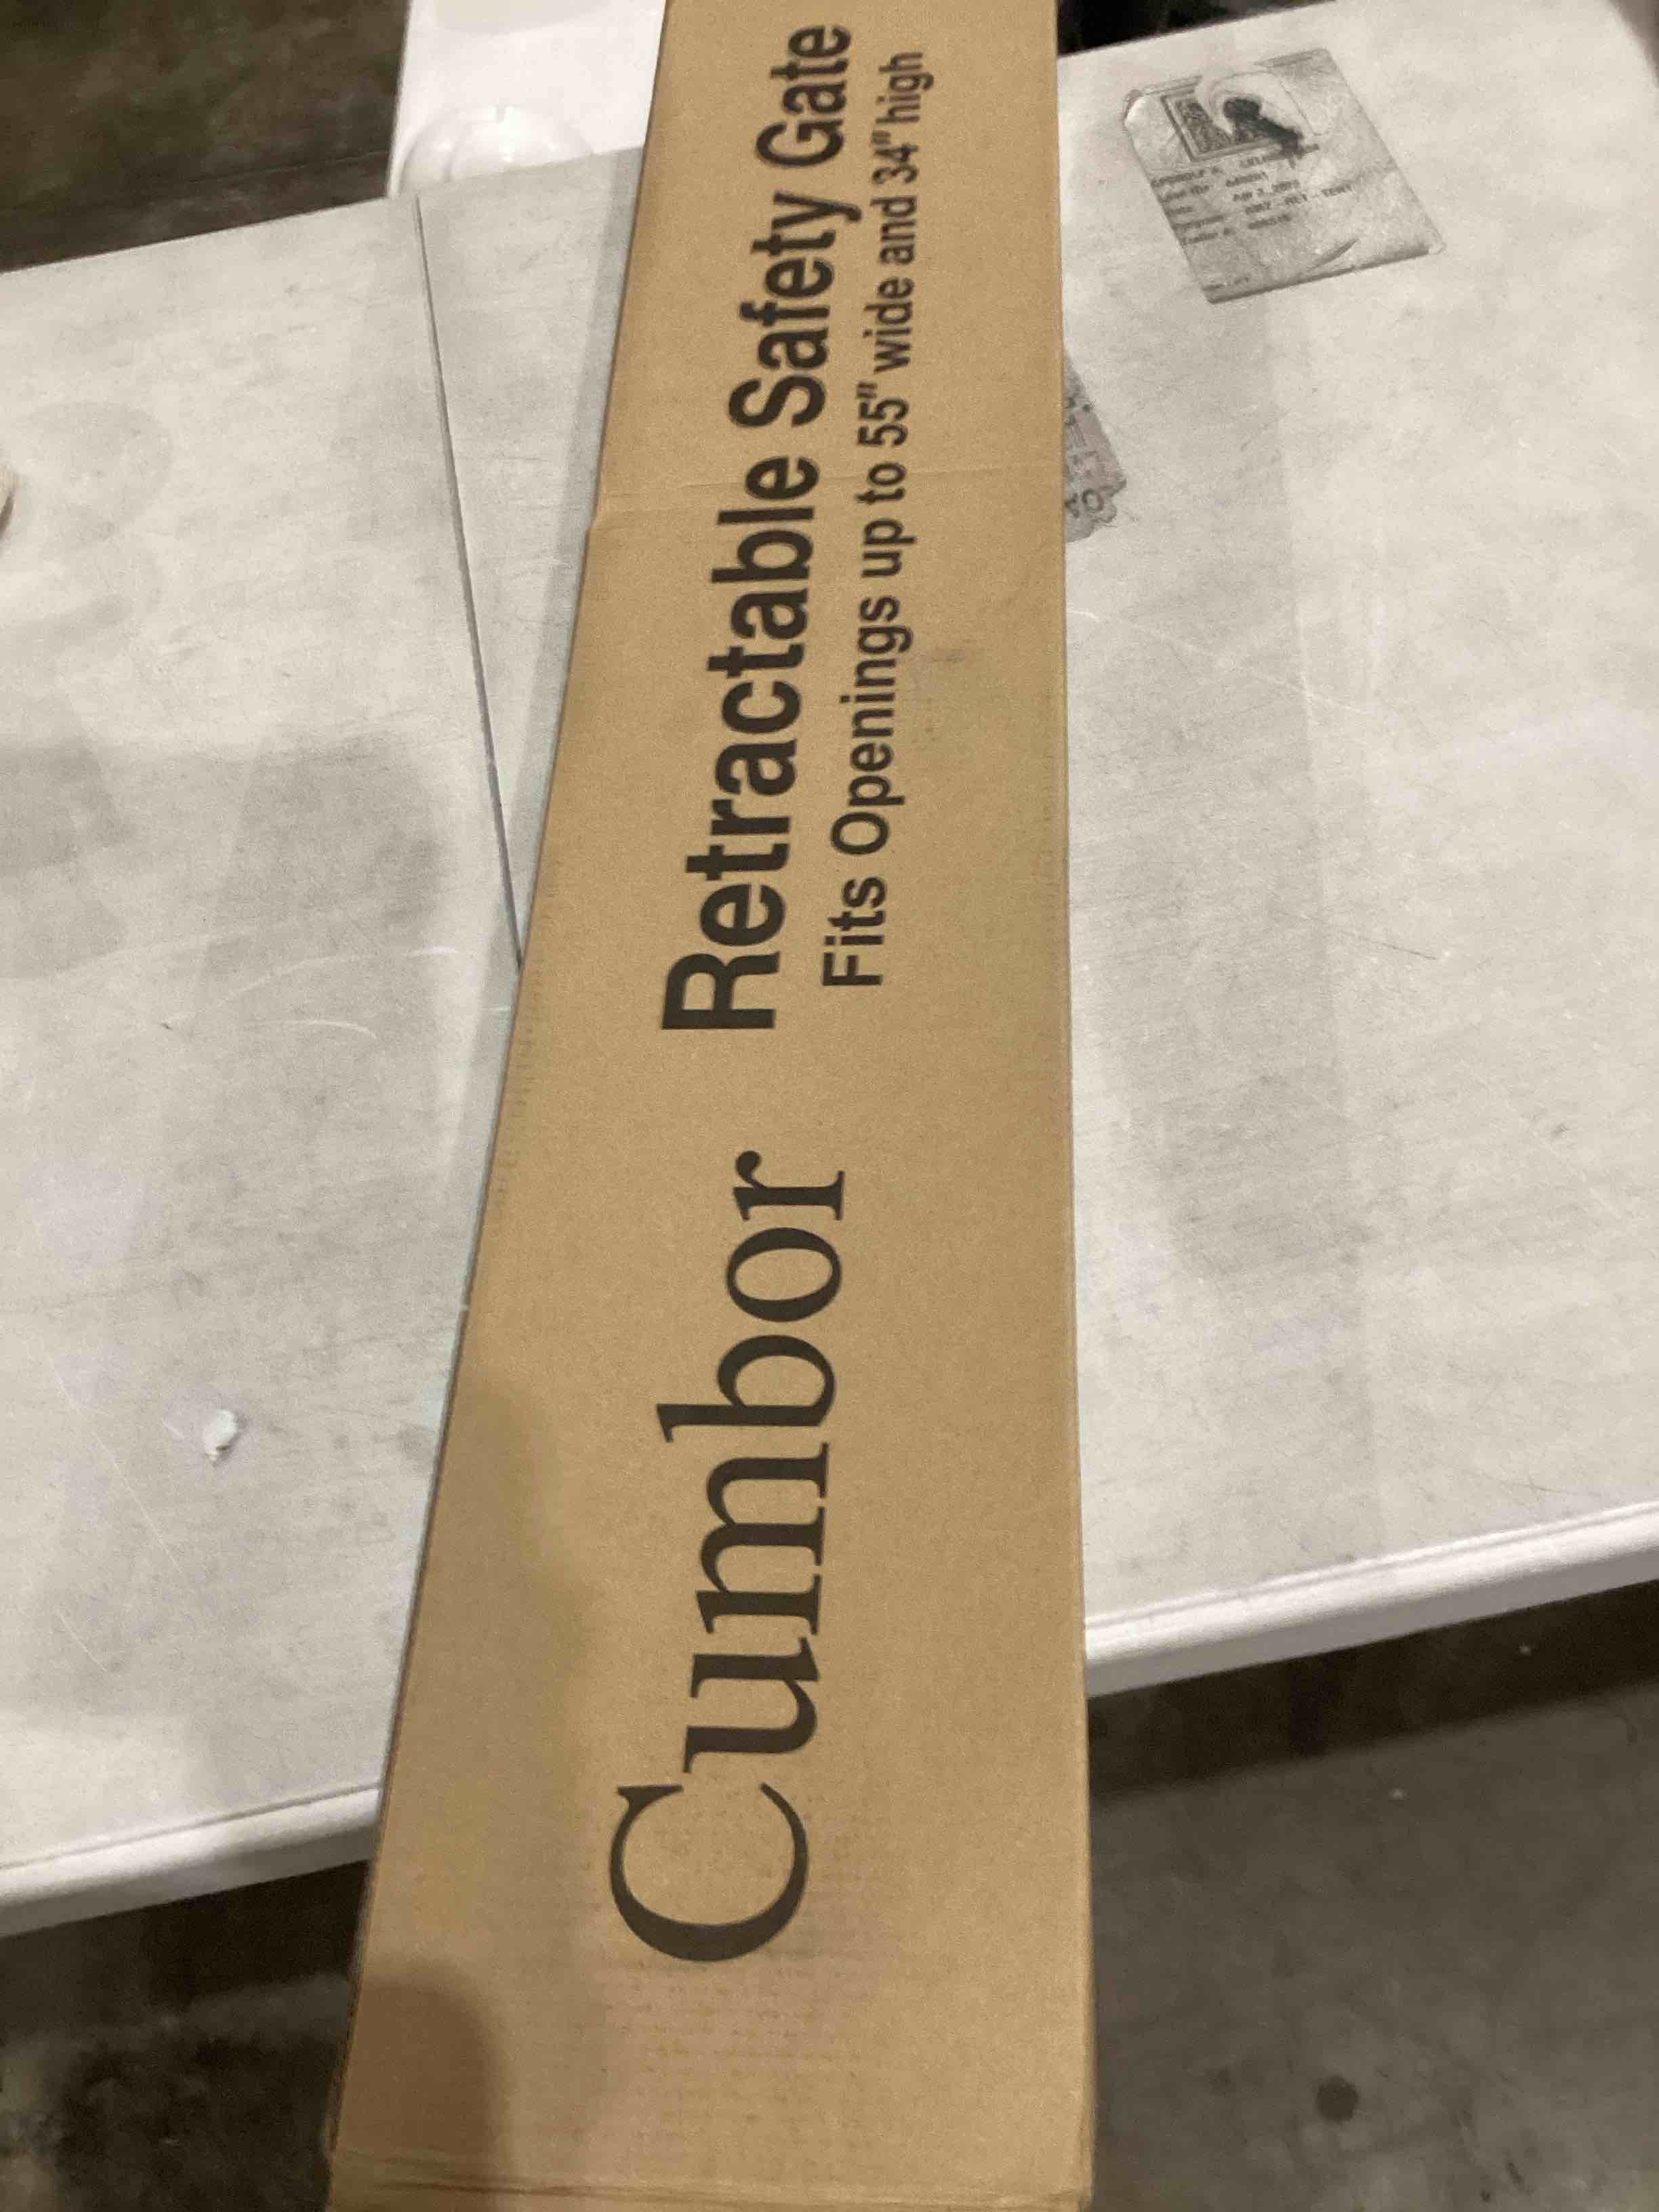 Cumbor
Retractable Safety Gate
Fits Openings up to 55" wide and 34" high